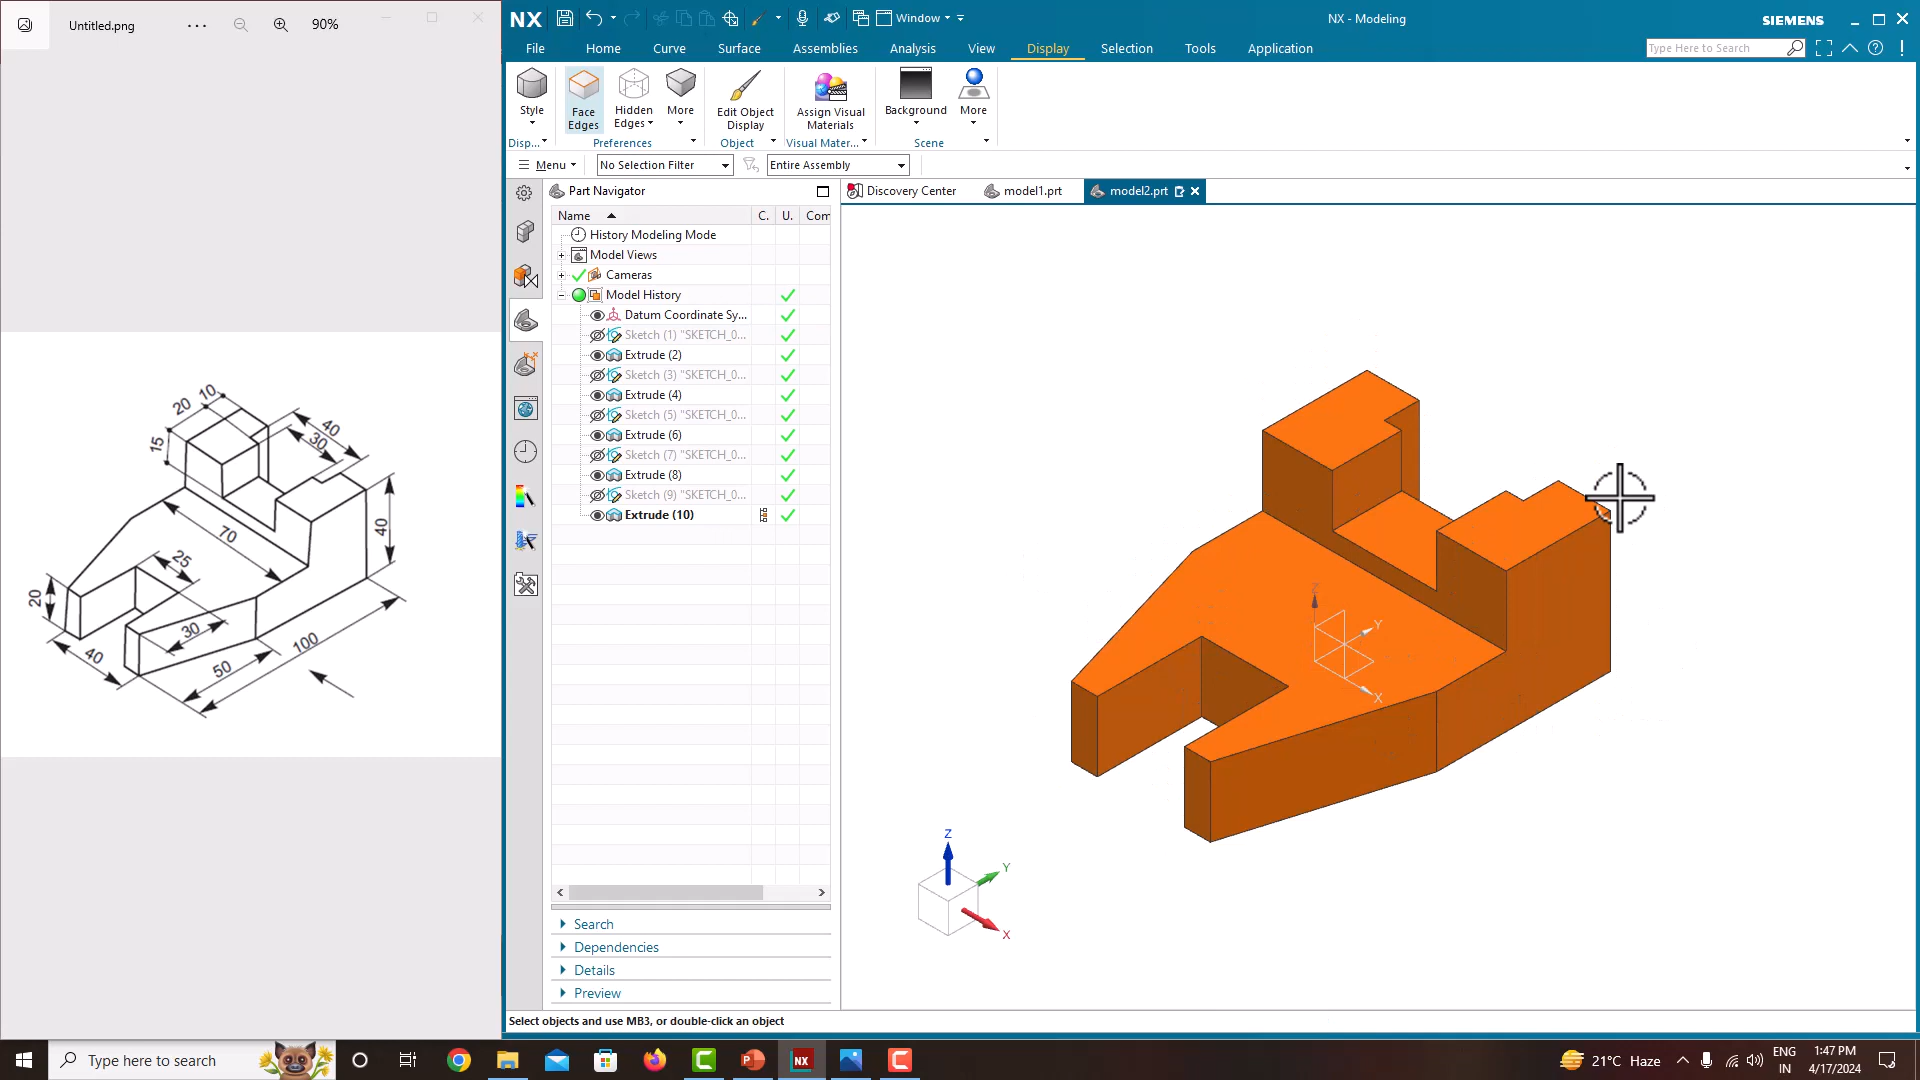 Untitled.png
90%
NX
Window
NX - Modeling
SIEMENS
File Home Curve Surface Assemblies Analysis View Display Selection Tools Application
Type Here to Search
Style
Face Edges
Hidden Edges
More
Edit Object Display
Assign Visual Materials
Background
More
Disp...
Preferences
Object
Visual Mater...
Scene
Menu
No Selection Filter
Entire Assembly
Part Navigator
Discovery Center
model1.prt
model2.prt
Name C. U. Com
History Modeling Mode
Model Views
Cameras
Model History
Datum Coordinate Sy...
Sketch (1) "SKETCH_0...
Extrude (2)
Sketch (3) "SKETCH_0...
Extrude (4)
Sketch (5) "SKETCH_0...
Extrude (6)
Sketch (7) "SKETCH_0...
Extrude (8)
Sketch (9) "SKETCH_0...
Extrude (10)
Search
Dependencies
Details
Preview
10
20
15
40
30
70
40
25
20
30
40
50
100
Z
Y
X
Z
Y
X
Select objects and use MB3, or double-click an object
Type here to search
NX
21°C Haze
ENG
IN
1:47 PM
4/17/2024